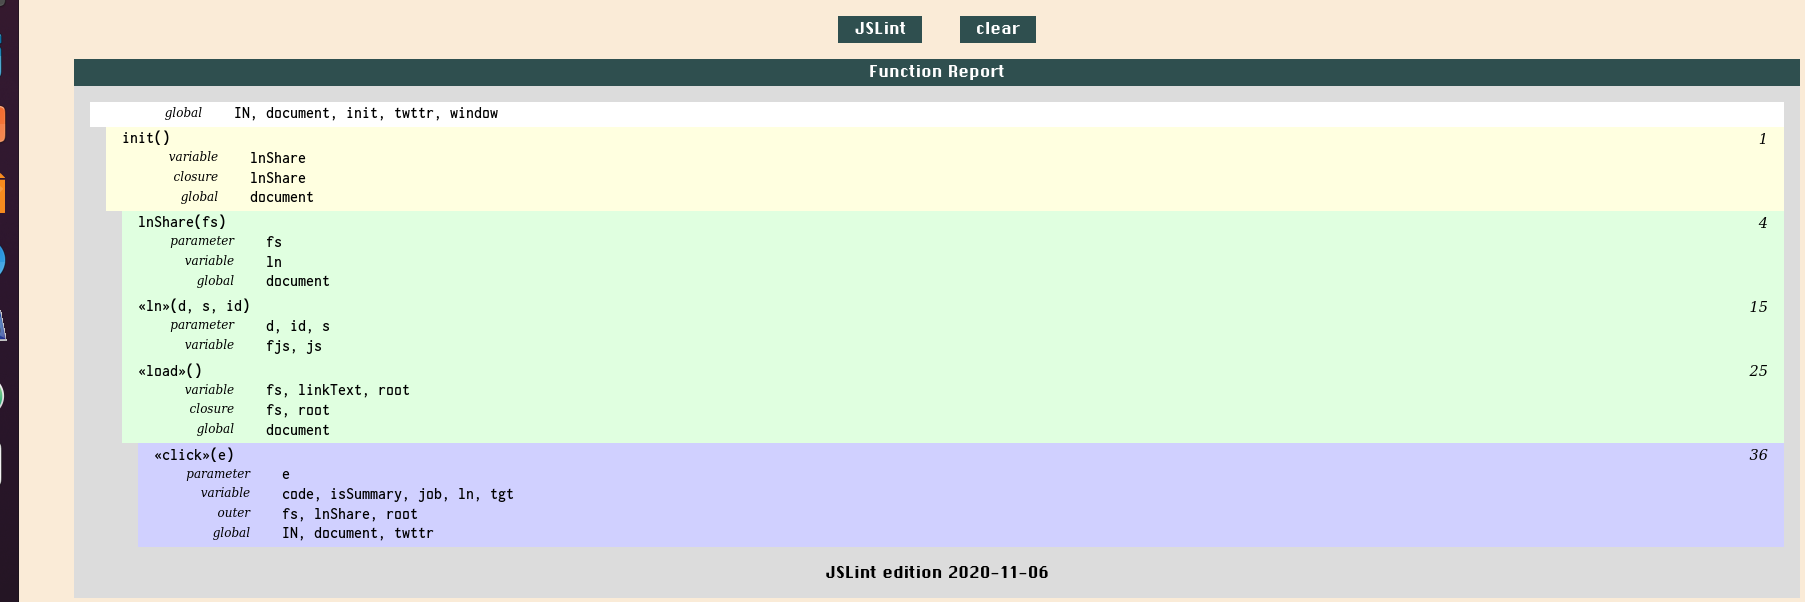 JSLint clear
Function Report
global IN, document, init, twttr, window
init() 1
variable lnShare
closure lnShare
global document
lnShare(fs) 4
parameter fs
variable ln
global document
«ln»(d, s, id) 15
parameter d, id, s
variable fjs, js
«load»() 25
variable fs, linkText, root
closure fs, root
global document
«click»(e) 36
parameter e
variable code, isSummary, job, ln, tgt
outer fs, lnShare, root
global IN, document, twttr
JSLint edition 2020-11-06